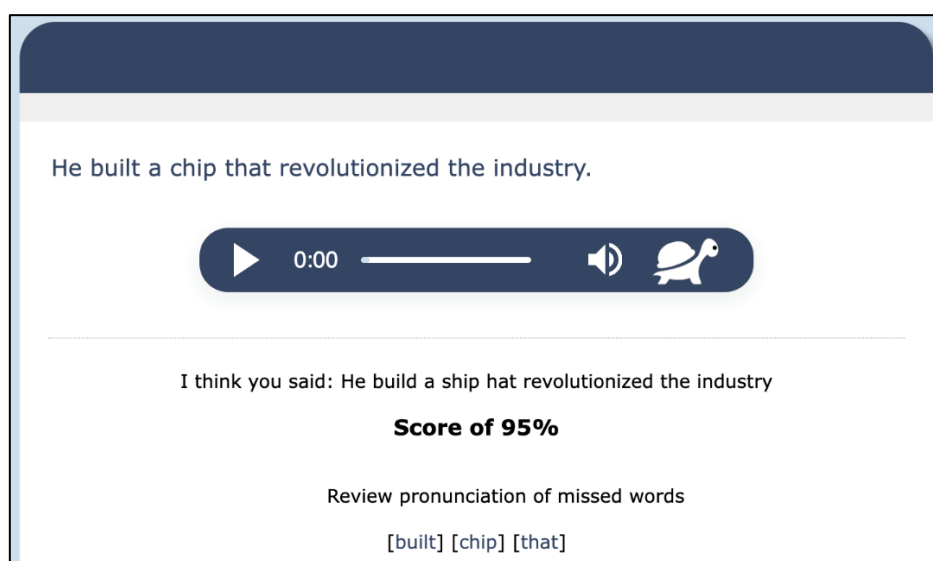 He built a chip that revolutionized the industry.
0:00
I think you said: He build a ship hat revolutionized the industry
Score of 95%
Review pronunciation of missed words
[built] [chip] [that]